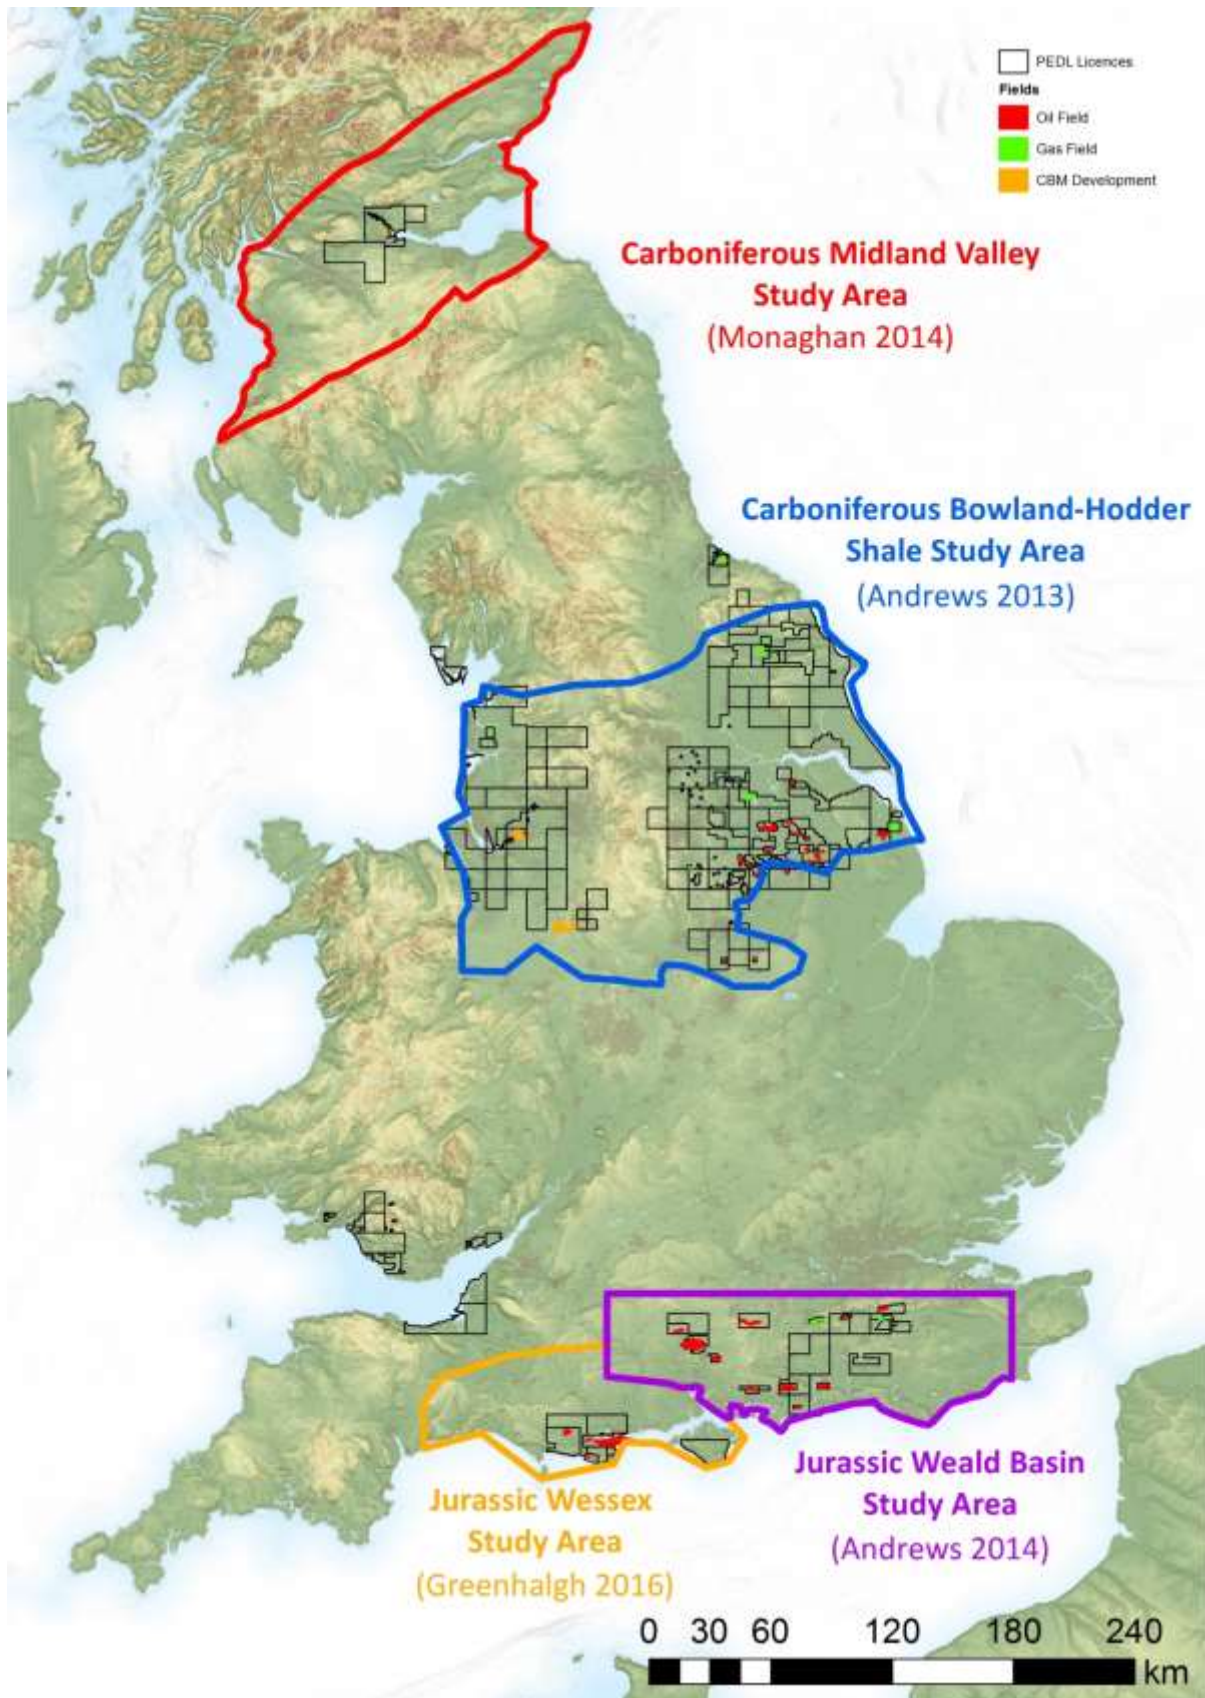 PEDL Licences
Fields
Oil Field
Gas Field
CBM Development
Carboniferous Midland Valley
Study Area
(Monaghan 2014)
Carboniferous Bowland-Hodder
Shale Study Area
(Andrews 2013)
Jurassic Weald Basin
Study Area
(Andrews 2014)
Jurassic Wessex
Study Area
(Greenhalgh 2016)
0 30 60 120 180 240
km